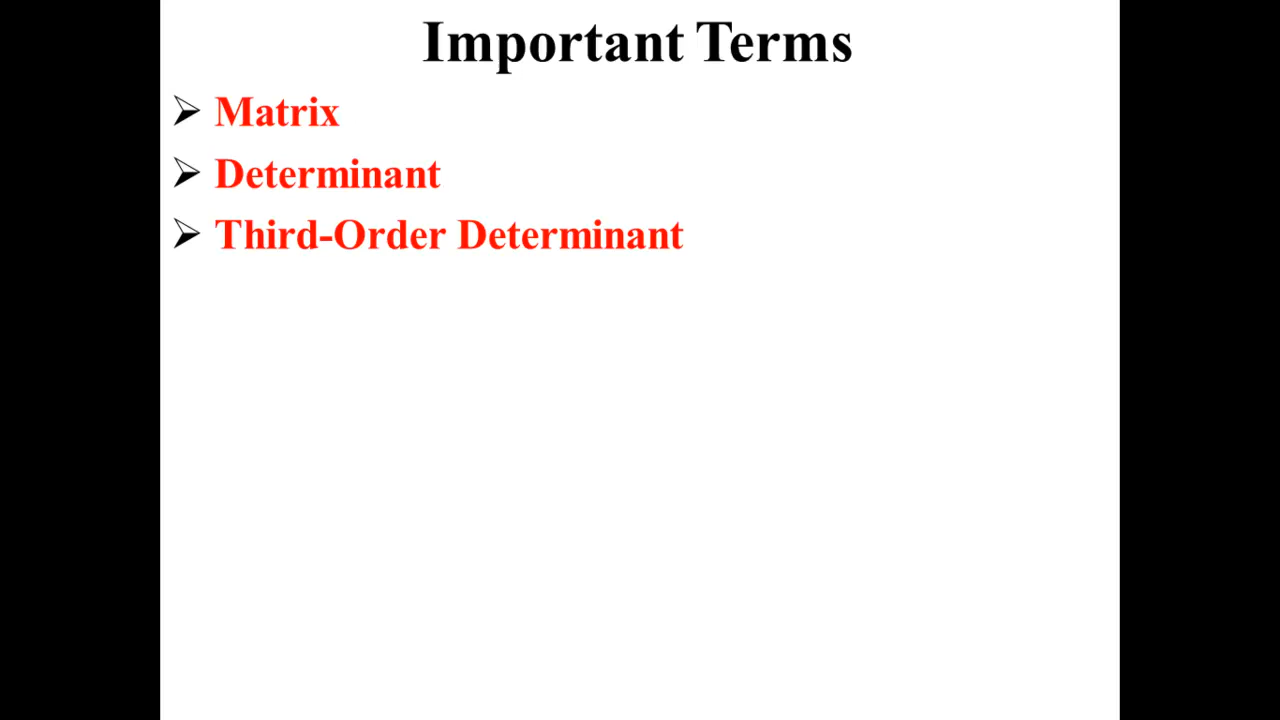 Important Terms
➢ Matrix
➢ Determinant
➢ Third-Order Determinant